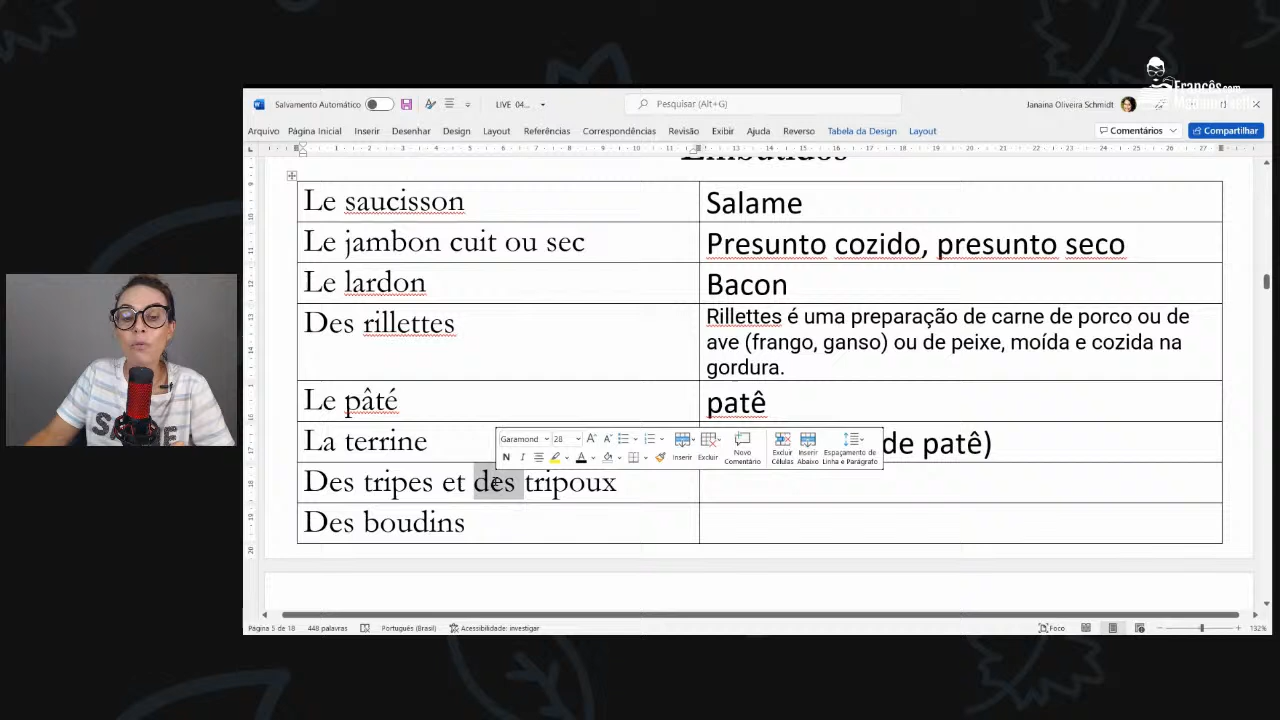 Francês.com
Salvamento Automático
LIVE 04...
Pesquisar (Alt+G)
Janaina Oliveira Schmidt
Arquivo Página Inicial Inserir Desenhar Design Layout Referências Correspondências Revisão Exibir Ajuda Reverso Tabela da Design Layout
Comentários Compartilhar
Embutidos
Le saucisson Salame
Le jambon cuit ou sec Presunto cozido, presunto seco
Le lardon Bacon
Des rillettes Rillettes é uma preparação de carne de porco ou de
ave (frango, ganso) ou de peixe, moída e cozida na
gordura.
Le pâté patê
Garamond 28
N I Inserir Excluir Novo Comentário Excluir Células Inserir Abaixo Espaçamento de Linha e Parágrafo
La terrine de patê)
Des tripes et des tripoux
Des boudins
Página 5 de 18 448 palavras Português (Brasil) Acessibilidade: investigar Foco 132%